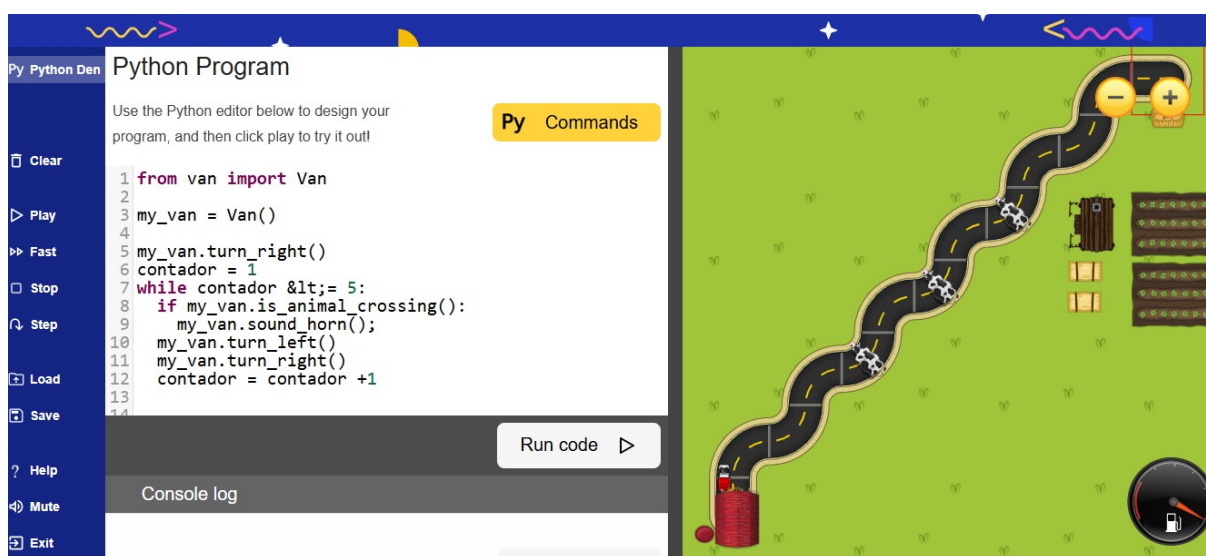 Py Python Den
Clear
Play
Fast
Stop
Step
Load
Save
Help
Mute
Exit
Python Program
Use the Python editor below to design your
program, and then click play to try it out!
Py Commands
1 from van import Van
2
3 my_van = Van()
4
5 my_van.turn_right()
6 contador = 1
7 while contador &lt;= 5:
8   if my_van.is_animal_crossing():
9     my_van.sound_horn();
10   my_van.turn_left()
11   my_van.turn_right()
12   contador = contador +1
13
14
Run code
Console log